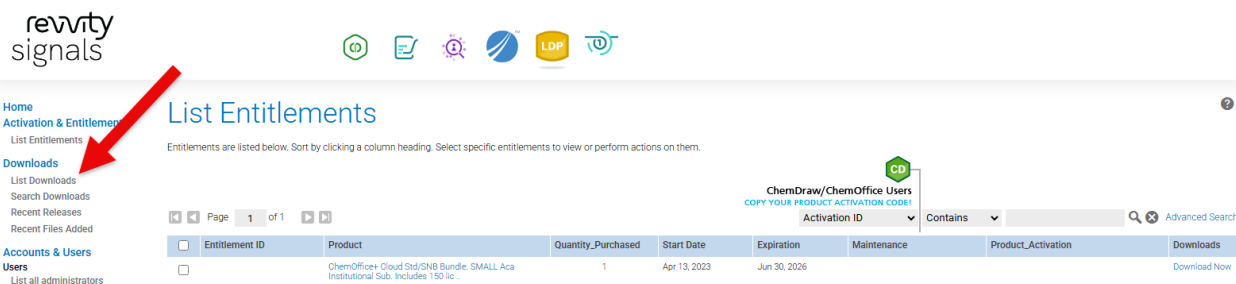 revvity
signals
LDP
Home
Activation & Entitlement
List Entitlements
Downloads
List Downloads
Search Downloads
Recent Releases
Recent Files Added
Accounts & Users
Users
List all administrators
List Entitlements
?
Entitlements are listed below. Sort by clicking a column heading. Select specific entitlements to view or perform actions on them.
CD
ChemDraw/ChemOffice Users
COPY YOUR PRODUCT ACTIVATION CODE!
Page 1 of 1
Activation ID Contains Advanced Search
Entitlement ID Product Quantity_Purchased Start Date Expiration Maintenance Product_Activation Downloads
ChemOffice+ Cloud Std/SNB Bundle. SMALL Aca 1 Apr 13, 2023 Jun 30, 2026 Download Now
Institutional Sub. Includes 150 lic ..